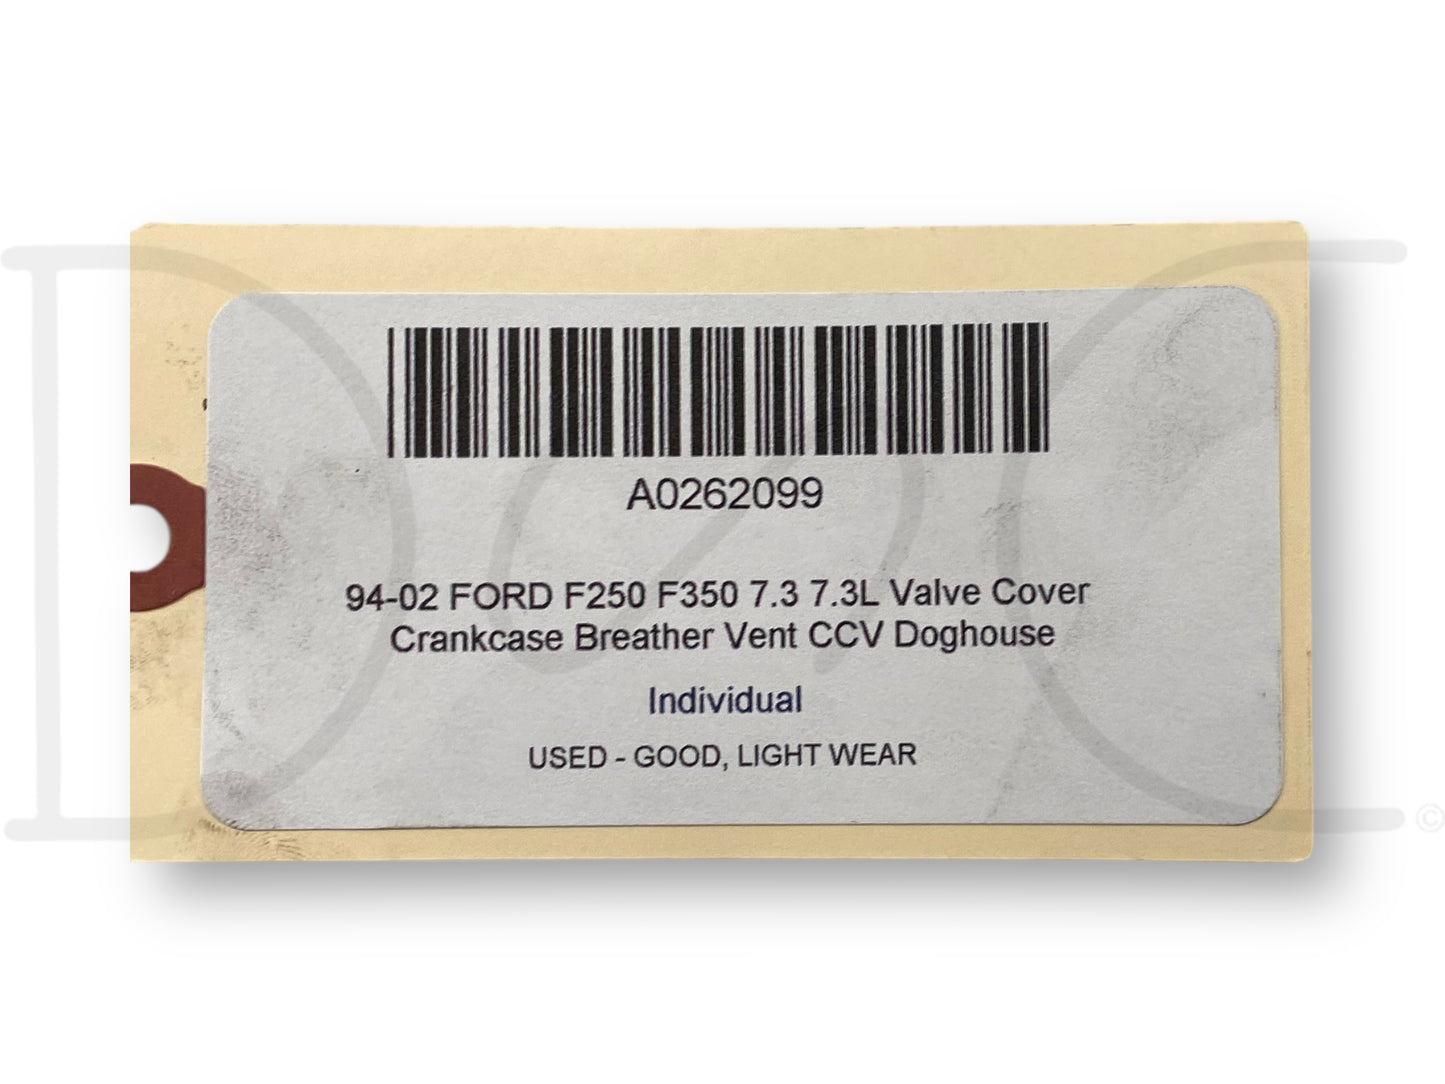 A0262099
94-02 FORD F250 F350 7.3 7.3L Valve Cover
Crankcase Breather Vent CCV Doghouse
Individual
USED - GOOD, LIGHT WEAR
©